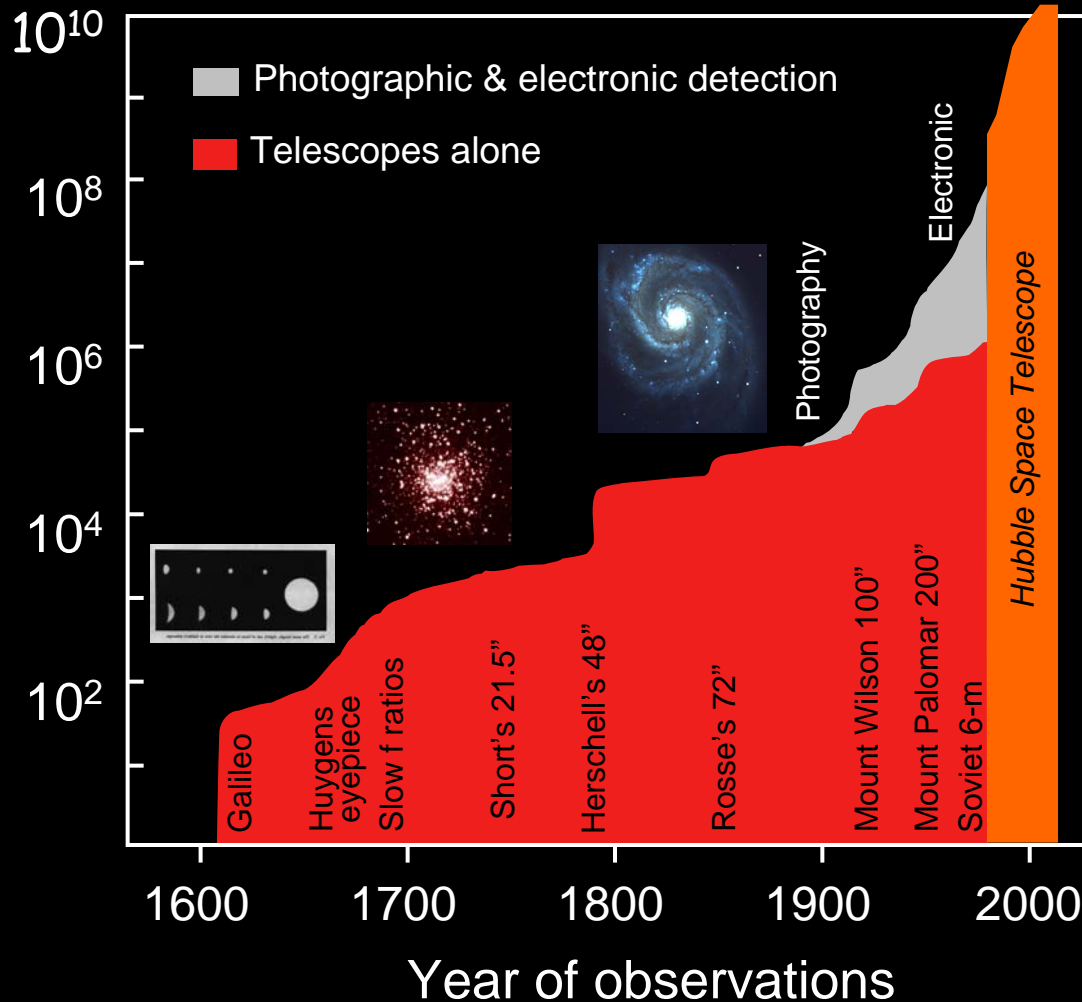 10¹⁰
10⁸
10⁶
10⁴
10²
Photographic & electronic detection
Telescopes alone
Galileo
Huygens
eyepiece
Slow f ratios
Short's 21.5”
Herschell's 48”
Rosse's 72”
Photography
Mount Wilson 100”
Electronic
Mount Palomar 200”
Soviet 6-m
Hubble Space Telescope
1600
1700
1800
1900
2000
Year of observations